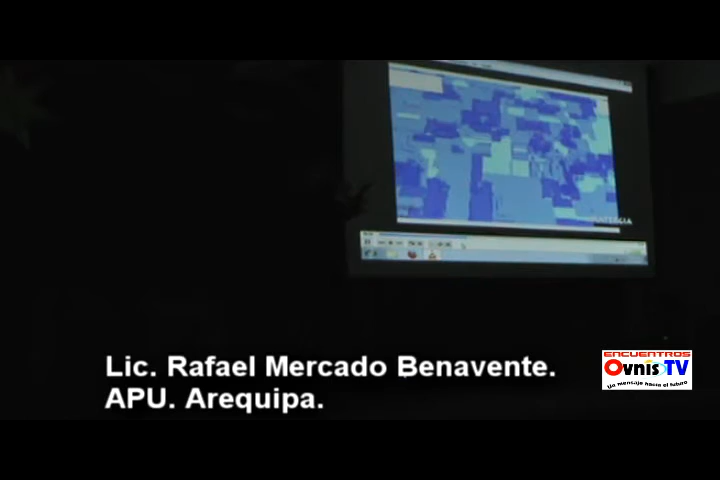 Lic. Rafael Mercado Benavente.
APU. Arequipa.
ENCUENTROS
Ovnis TV
Un mensaje hacia el futuro